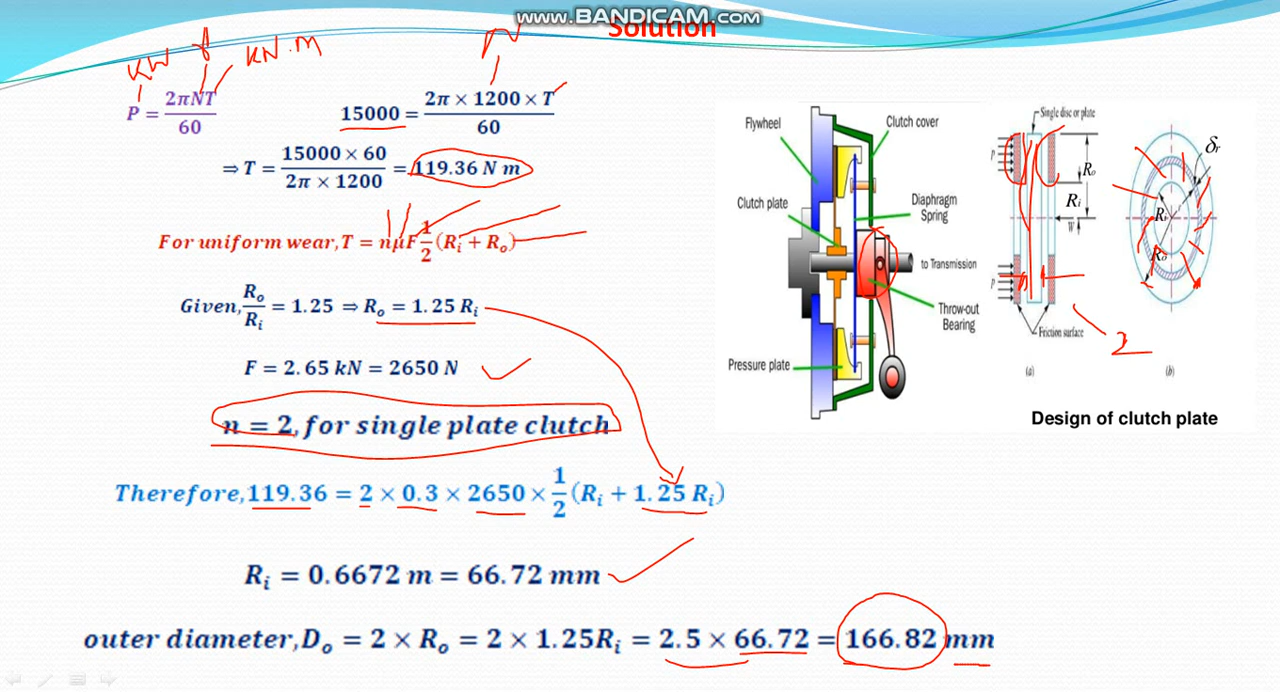 www.BANDICAM.com
Solution
KW
KN.m
N
P = 2πNT / 60
15000 = 2π × 1200 × T / 60
⇒ T = 15000 × 60 / 2π × 1200 = 119.36 N m
For uniform wear, T = nμF 1/2 (Ri + Ro)
Given, Ro / Ri = 1.25 ⇒ Ro = 1.25 Ri
F = 2.65 kN = 2650 N
n = 2, for single plate clutch
Therefore, 119.36 = 2 × 0.3 × 2650 × 1/2 (Ri + 1.25 Ri)
Ri = 0.6672 m = 66.72 mm
outer diameter, Do = 2 × Ro = 2 × 1.25Ri = 2.5 × 66.72 = 166.82 mm
Flywheel
Clutch cover
Clutch plate
Diaphragm
Spring
to Transmission
Throw-out
Bearing
Pressure plate
Single disc or plate
p
Ro
Ri
W
p
Friction surface
2
(a)
δr
r
Ri
Ro
(b)
Design of clutch plate